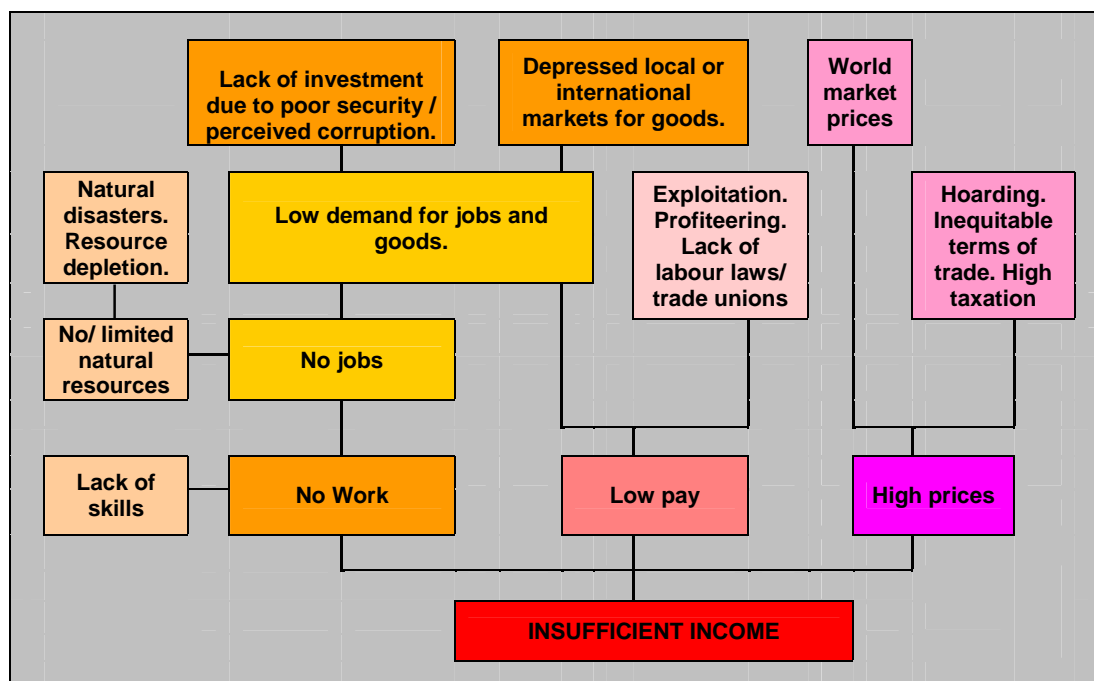 Lack of investment
due to poor security /
perceived corruption.
Depressed local or
international
markets for goods.
World
market
prices
Natural
disasters.
Resource
depletion.
Low demand for jobs and
goods.
Exploitation.
Profiteering.
Lack of
labour laws/
trade unions
Hoarding.
Inequitable
terms of
trade. High
taxation
No/ limited
natural
resources
No jobs
Lack of
skills
No Work
Low pay
High prices
INSUFFICIENT INCOME